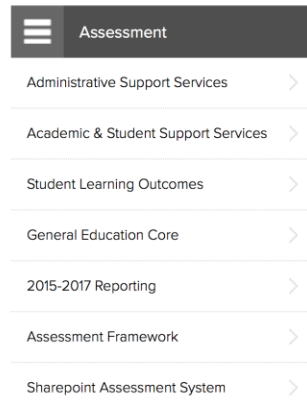 Assessment
Administrative Support Services
Academic & Student Support Services
Student Learning Outcomes
General Education Core
2015-2017 Reporting
Assessment Framework
Sharepoint Assessment System